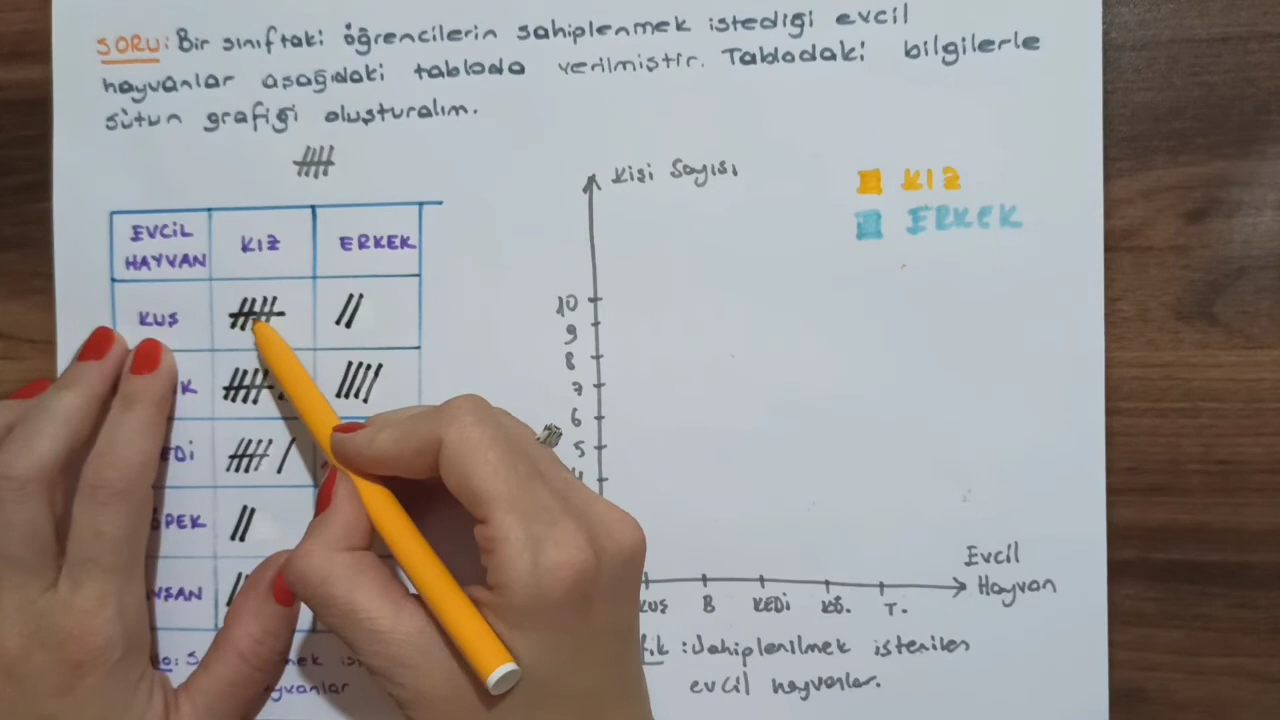 SORU: Bir sınıftaki öğrencilerin sahiplenmek istediği evcil
hayvanlar aşağıdaki tabloda verilmiştir. Tablodaki bilgilerle
sütun grafiği oluşturalım.
EVCİL
HAYVAN
KIZ
ERKEK
KUŞ
Kişi Sayısı
KIZ
ERKEK
10
9
8
7
6
5
KUŞ B KEDİ KÖ. T.
Evcil
Hayvan
: Sahiplenilmek istenilen
evcil hayvanlar.